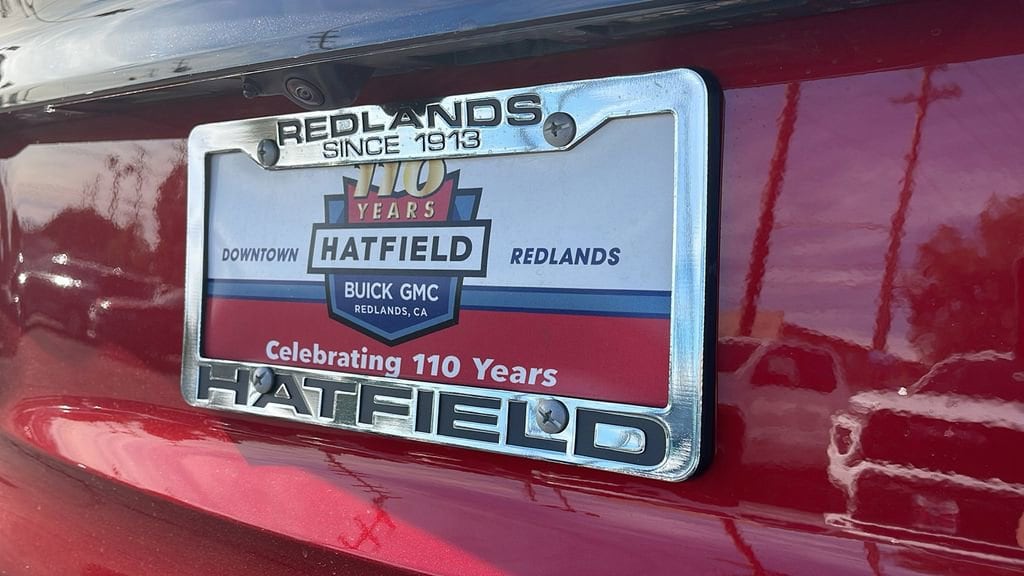 REDLANDS
SINCE 1913
110
YEARS
DOWNTOWN HATFIELD REDLANDS
BUICK GMC
REDLANDS, CA
Celebrating 110 Years
HATFIELD